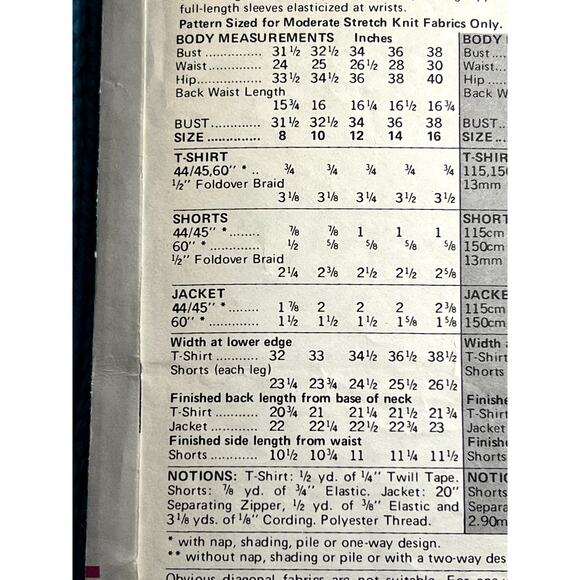 full-length sleeves elasticized at wrists.
Pattern Sized for Moderate Stretch Knit Fabrics Only.
BODY MEASUREMENTS Inches BODY
Bust ........... 31½ 32½ 34 36 38 Bust...
Waist.......... 24 25 26½ 28 30 Waist..
Hip............. 33½ 34½ 36 38 40 Hip....
Back Waist Length Back W
15¾ 16 16¼ 16½ 16¾
BUST............ 31½ 32½ 34 36 38 BUST..
SIZE............. 8 10 12 14 16 SIZE...
T-SHIRT T-SHIR
44/45,60" * .. ¾ ¾ ¾ ¾ ¾ 115,15
½" Foldover Braid 13mm
3⅛ 3⅛ 3¼ 3½ 3½
SHORTS SHORT
44/45" * ........ ⅞ ⅞ 1 1 1 115cm
60" * ............ ½ ⅝ ⅝ ⅝ ⅝ 150cm
½" Foldover Braid 13mm
2¼ 2⅜ 2½ 2½ 2⅝
JACKET JACKE
44/45" *........ 1⅞ 2 2 2 2⅜ 115cm
60" * ............ 1½ 1½ 1½ 1⅝ 1⅝ 150cm
Width at lower edge Width a
T-Shirt ........... 32 33 34½ 36½ 38½ T-Shirt
Shorts (each leg) Shorts
23¼ 23¾ 24½ 25½ 26½
Finished back length from base of neck Finishe
T-Shirt ........... 20¾ 21 21¼ 21½ 21¾ T-Shirt
Jacket ........... 22 22¼ 22½ 22¾ 23 Jacket
Finished side length from waist Finishe
Shorts ........... 10½ 10¾ 11 11¼ 11½ Shorts
NOTIONS: T-Shirt: ½ yd. of ¼" Twill Tape. NOTIO
Shorts: ⅞ yd. of ¾" Elastic. Jacket: 20" Shorts
Separating Zipper, ½ yd. of ⅜" Elastic and Separa
3⅛ yds. of ⅛" Cording. Polyester Thread. 2.90m
* with nap, shading, pile or one-way design.
** without nap, shading or pile or with a two-way des
Obvious diagonal fabrics are not suitable. For